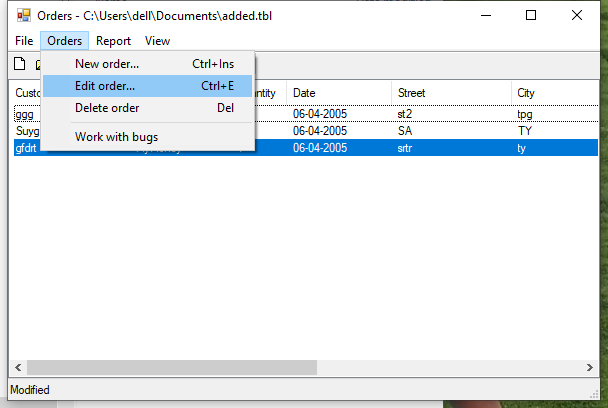 Orders - C:\Users\dell\Documents\added.tbl
File Orders Report View
New order... Ctrl+Ins
Edit order... Ctrl+E
Delete order Del
Work with bugs
Date Street City
ggg 06-04-2005 st2 tpg
Suyg 06-04-2005 SA TY
gfdrt 06-04-2005 srtr ty
Modified